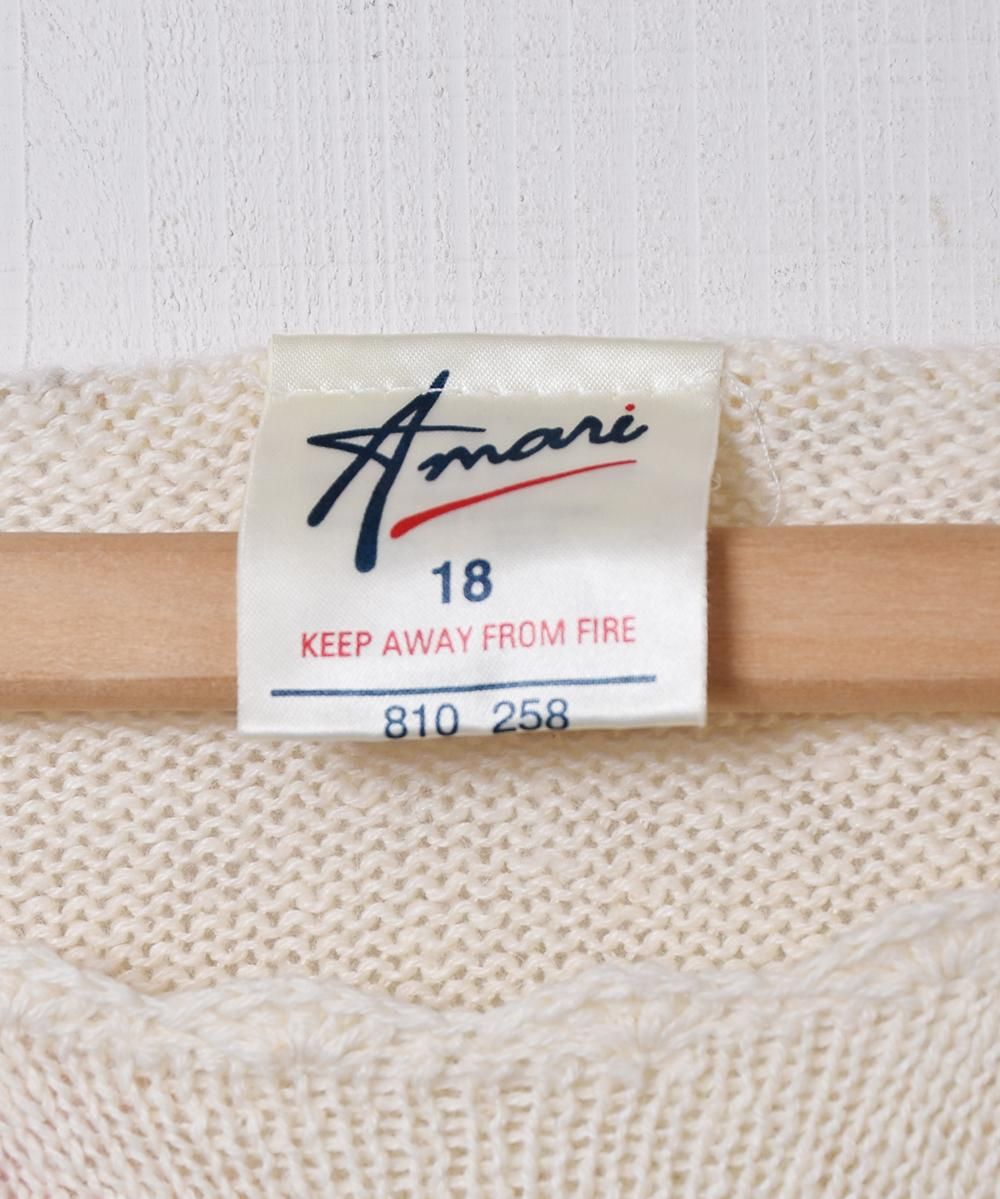 Amari
18
KEEP AWAY FROM FIRE
810 258